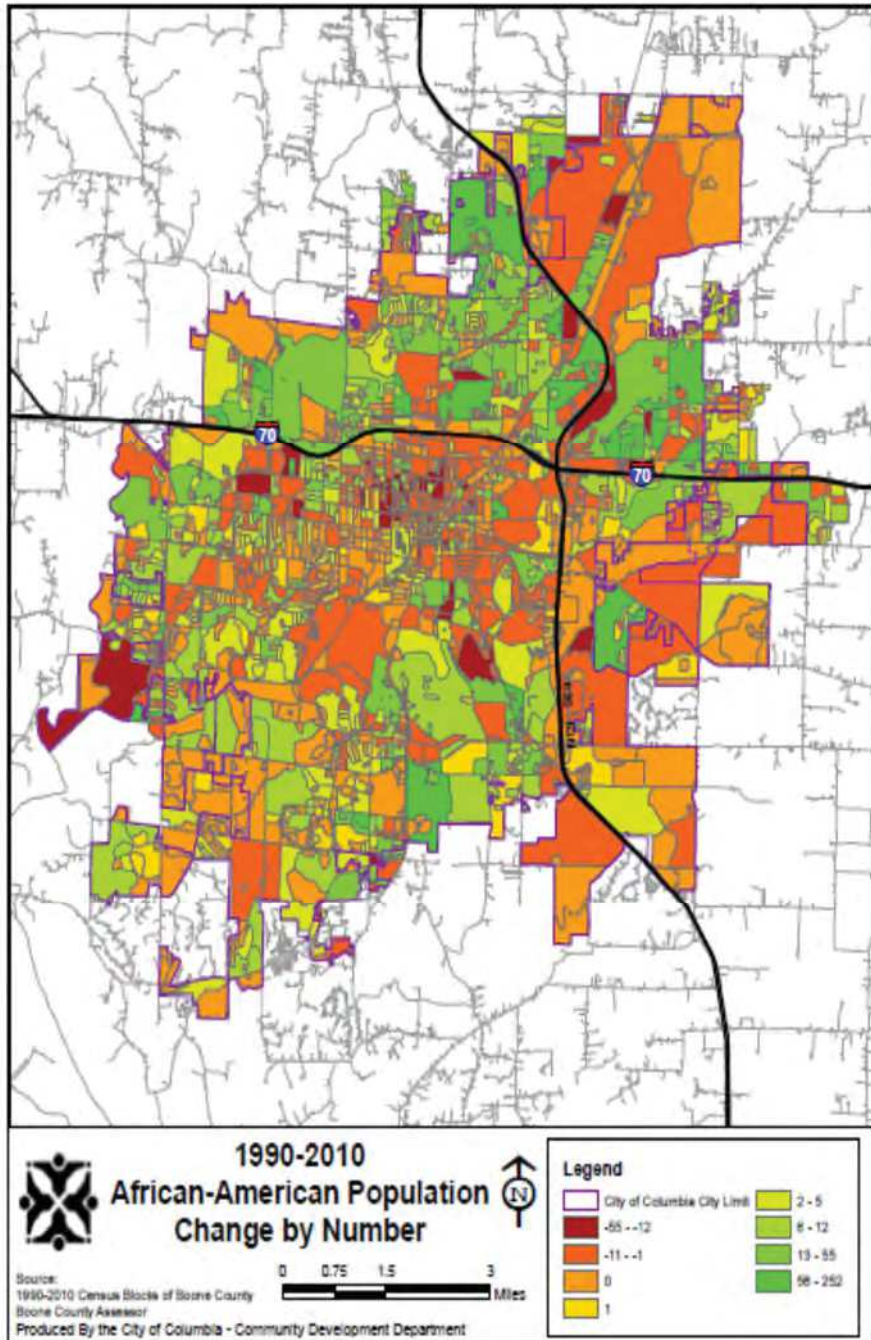 70
70
1990-2010
African-American Population
Change by Number
N
Source:
1990-2010 Census Blocks of Boone County
Boone County Assessor
Produced By the City of Columbia - Community Development Department
0 0.75 1.5 3
Miles
Legend
City of Columbia City Limit
-55 - -12
-11 - -1
0
1
2 - 5
6 - 12
13 - 55
56 - 252